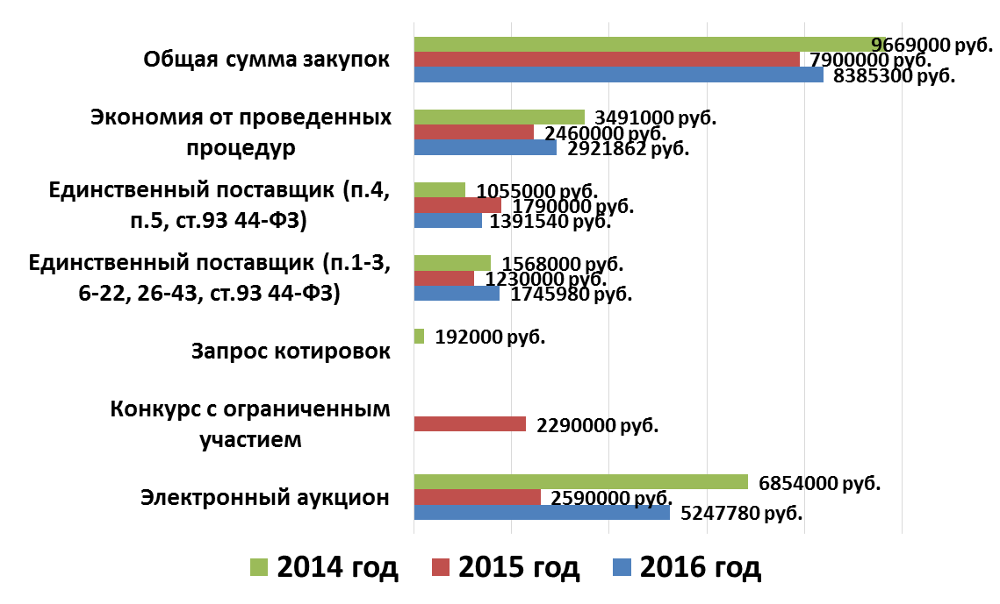 Общая сумма закупок
9669000 руб.
7900000 руб.
8385300 руб.
Экономия от проведенных
процедур
3491000 руб.
2460000 руб.
2921862 руб.
Единственный поставщик (п.4,
п.5, ст.93 44-ФЗ)
1055000 руб.
1790000 руб.
1391540 руб.
Единственный поставщик (п.1-3,
6-22, 26-43, ст.93 44-ФЗ)
1568000 руб.
1230000 руб.
1745980 руб.
Запрос котировок
192000 руб.
Конкурс с ограниченным
участием
2290000 руб.
Электронный аукцион
6854000 руб.
2590000 руб.
5247780 руб.
2014 год 2015 год 2016 год